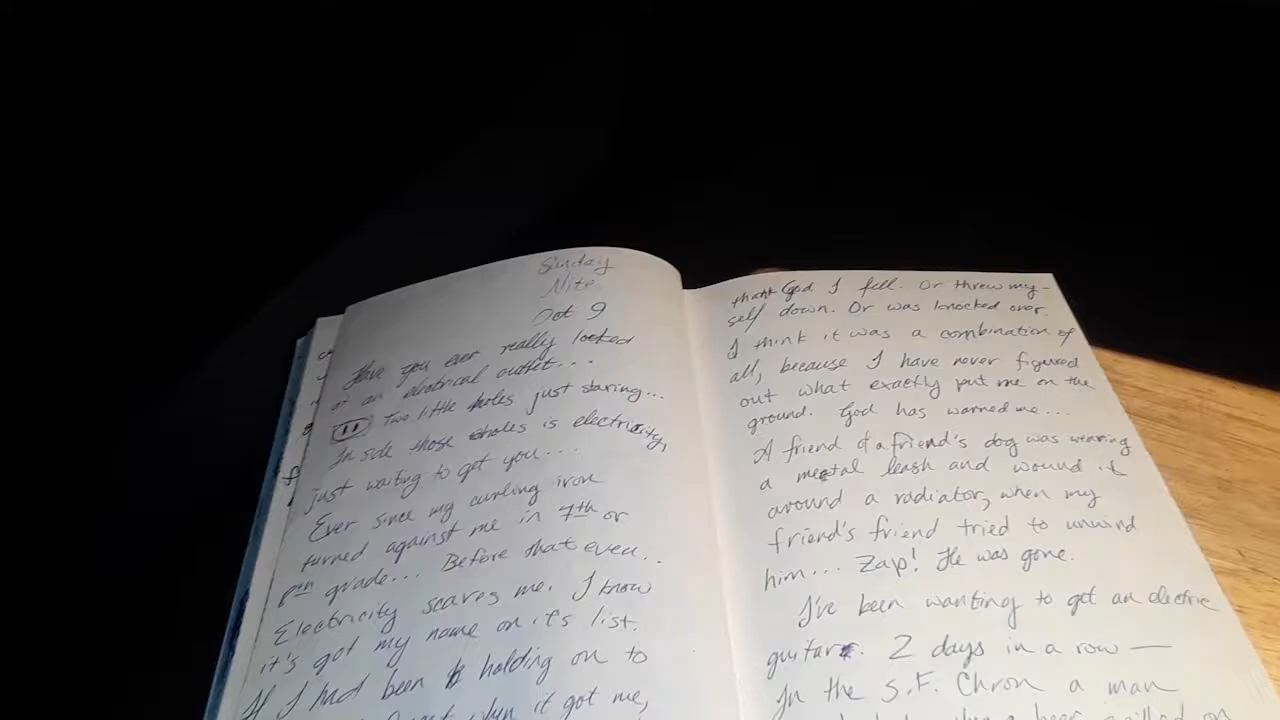 Sunday
Nite
Oct 9
Have you ever really looked
at an electrical outlet...
Two little holes just staring...
In side those holes is electricity,
just waiting to get you...
Ever since my curling iron
turned against me in 7th or
8th grade... Before that even.
Electricity scares me. I know
it's got my name on it's list.
If I had been holding on to
when it got me,
thank God I fell. Or threw my-
self down. Or was knocked over.
I think it was a combination of
all, because I have never figured
out what exactly put me on the
ground. God has warned me...
A friend of a friend's dog was wearing
a metal leash and wound it
around a radiator, when my
friend's friend tried to unwind
him... Zap! He was gone.
I've been wanting to get an electric
guitar. 2 days in a row —
In the S.F. Chron a man